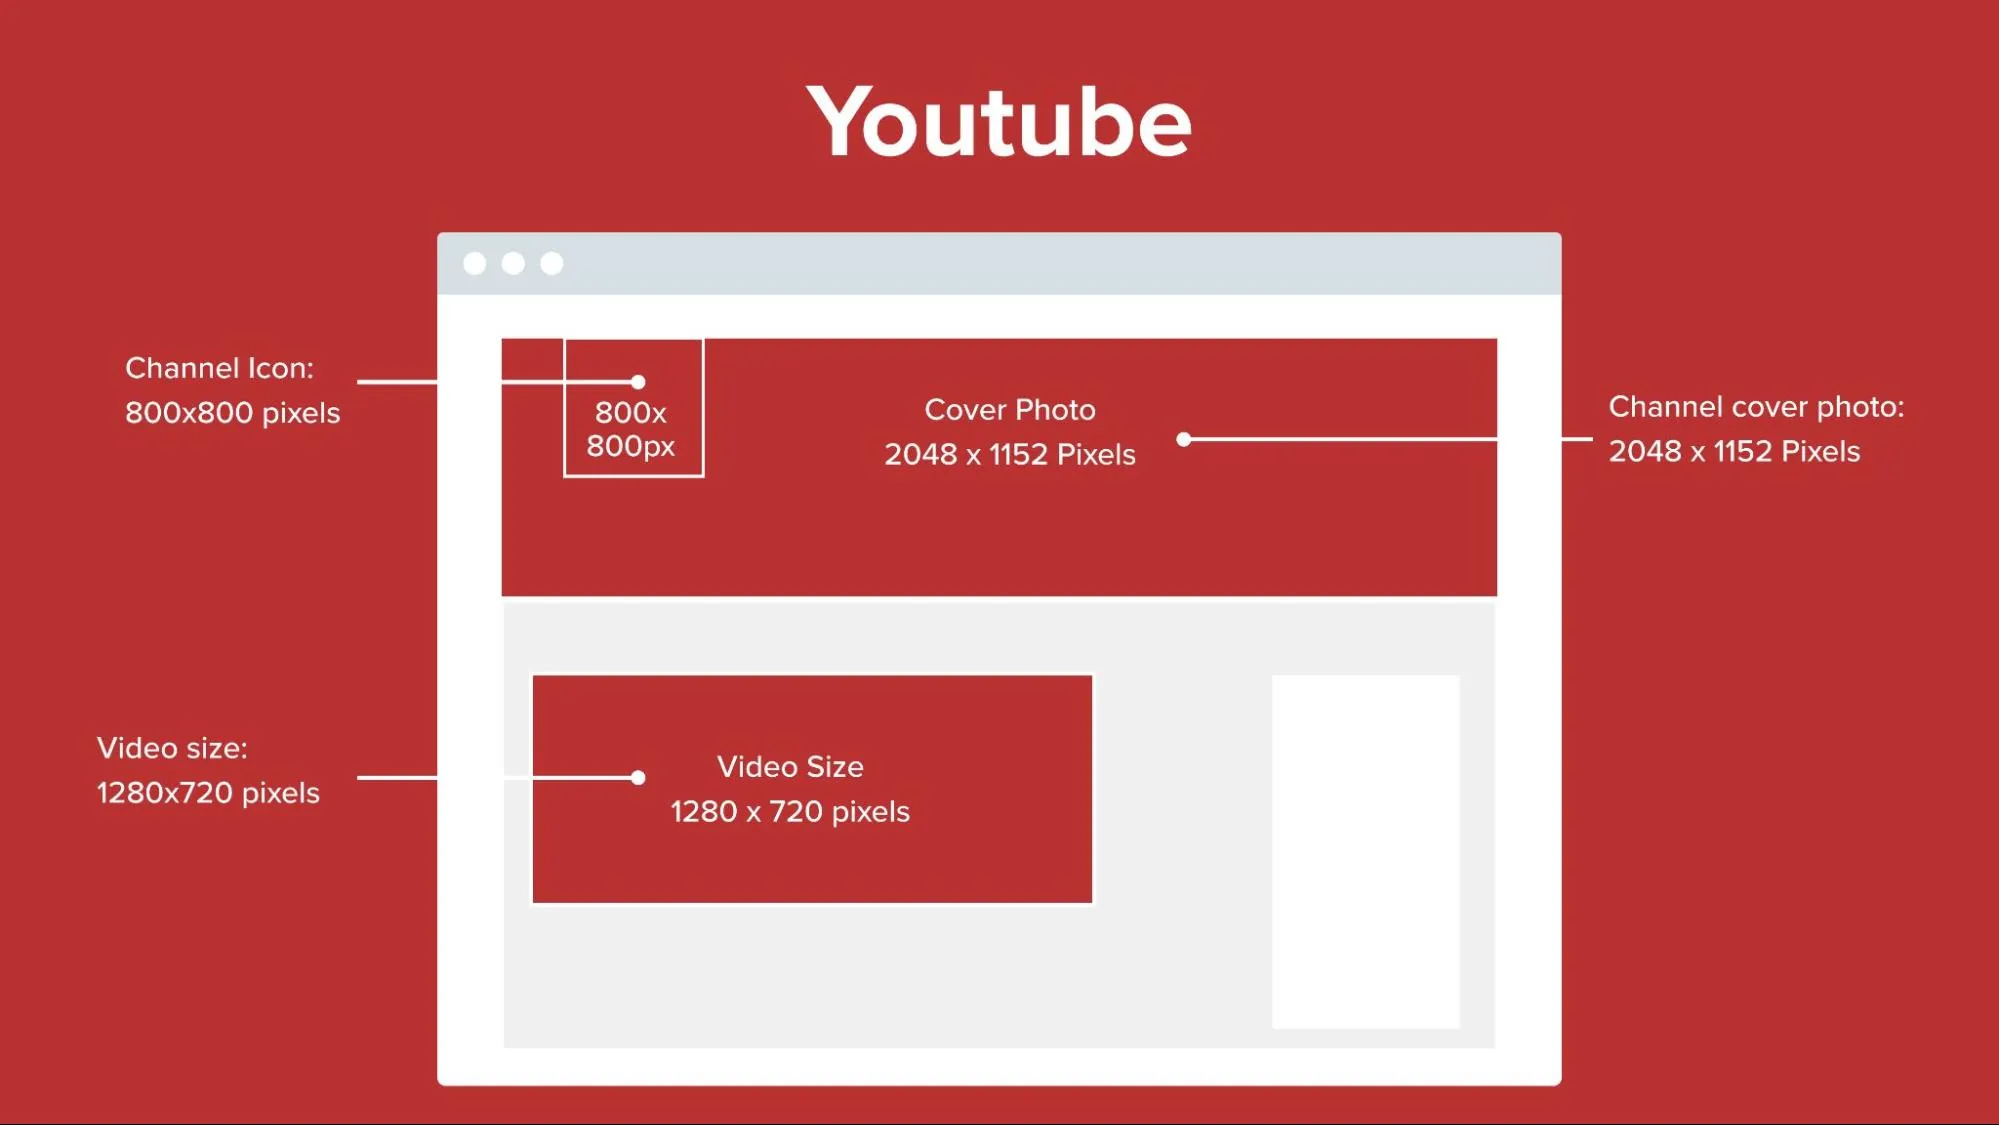 Youtube
Channel Icon:
800x800 pixels
800x
800px
Cover Photo
2048 x 1152 Pixels
Channel cover photo:
2048 x 1152 Pixels
Video size:
1280x720 pixels
Video Size
1280 x 720 pixels